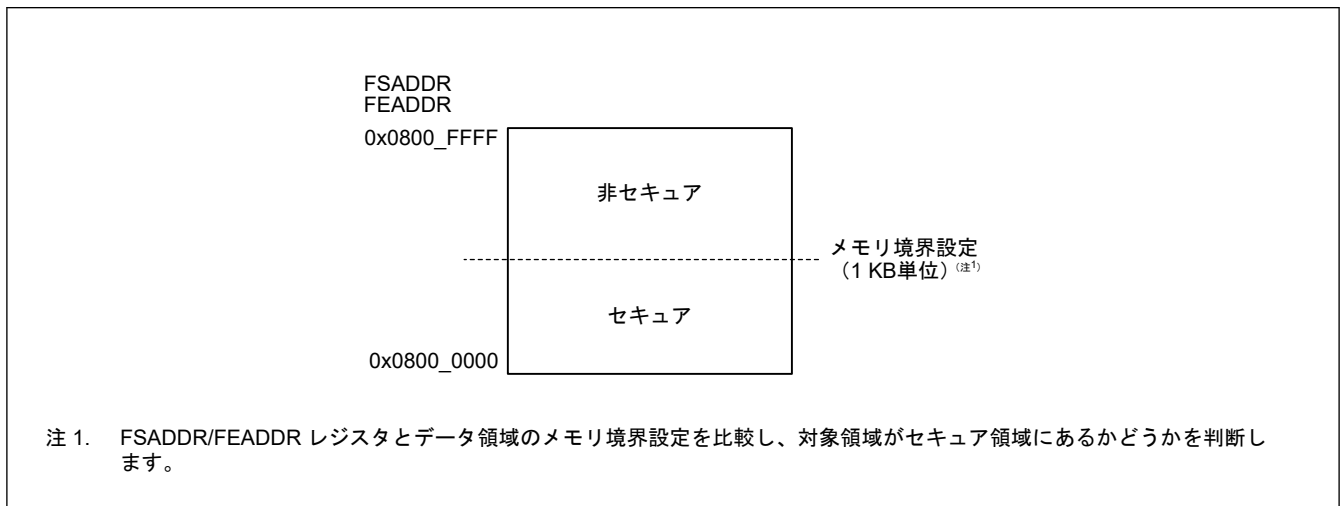 FSADDR
FEADDR
0x0800_FFFF
非セキュア
メモリ境界設定
（1 KB単位）（注1）
セキュア
0x0800_0000
注 1. FSADDR/FEADDR レジスタとデータ領域のメモリ境界設定を比較し、対象領域がセキュア領域にあるかどうかを判断し
ます。